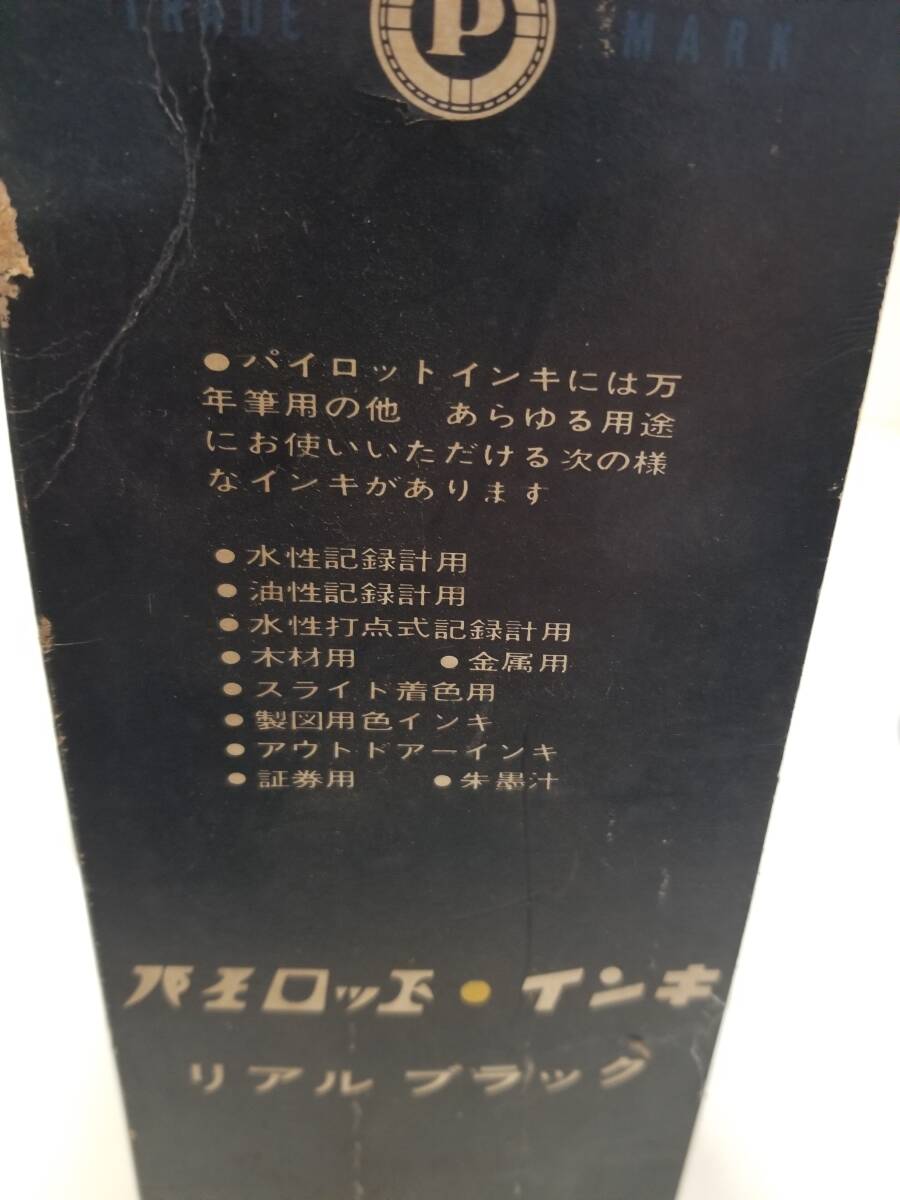 TRADE P MARK
●パイロットインキには万
年筆用の他　あらゆる用途
にお使いいただける次の様
なインキがあります
●水性記録計用
●油性記録計用
●水性打点式記録計用
●木材用　●金属用
●スライド着色用
●製図用色インキ
●アウトドアーインキ
●証券用　●朱墨汁
パイロット●インキ
リアル ブラック